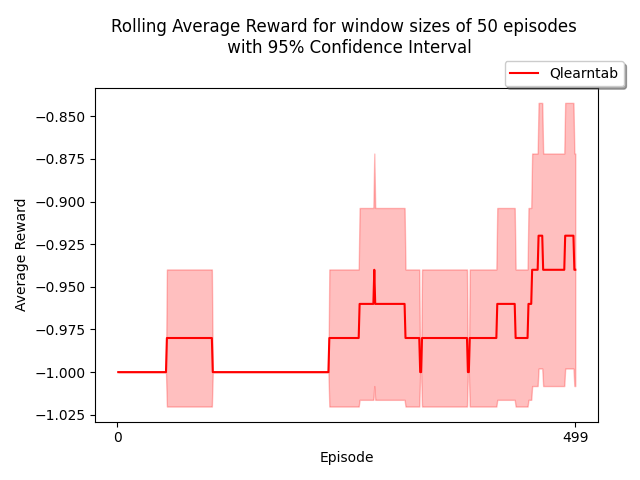 Rolling Average Reward for window sizes of 50 episodes
with 95% Confidence Interval
Qlearntab
−0.850
−0.875
−0.900
−0.925
−0.950
−0.975
−1.000
−1.025
Average Reward
0
499
Episode